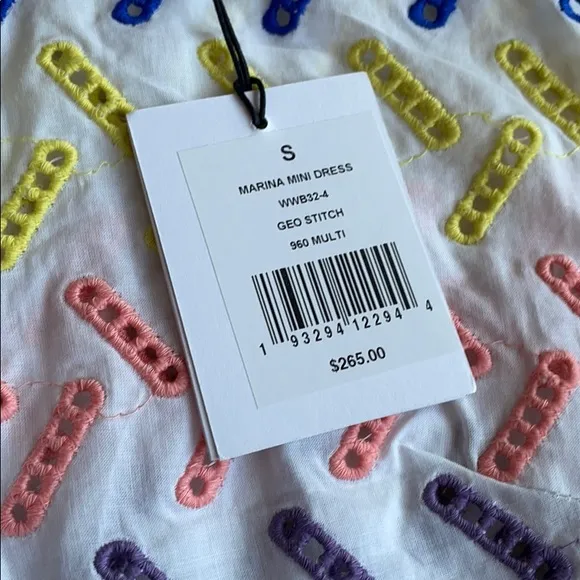 S
MARINA MINI DRESS
WWB32-4
GEO STITCH
960 MULTI
1 93294 12294 4
$265.00